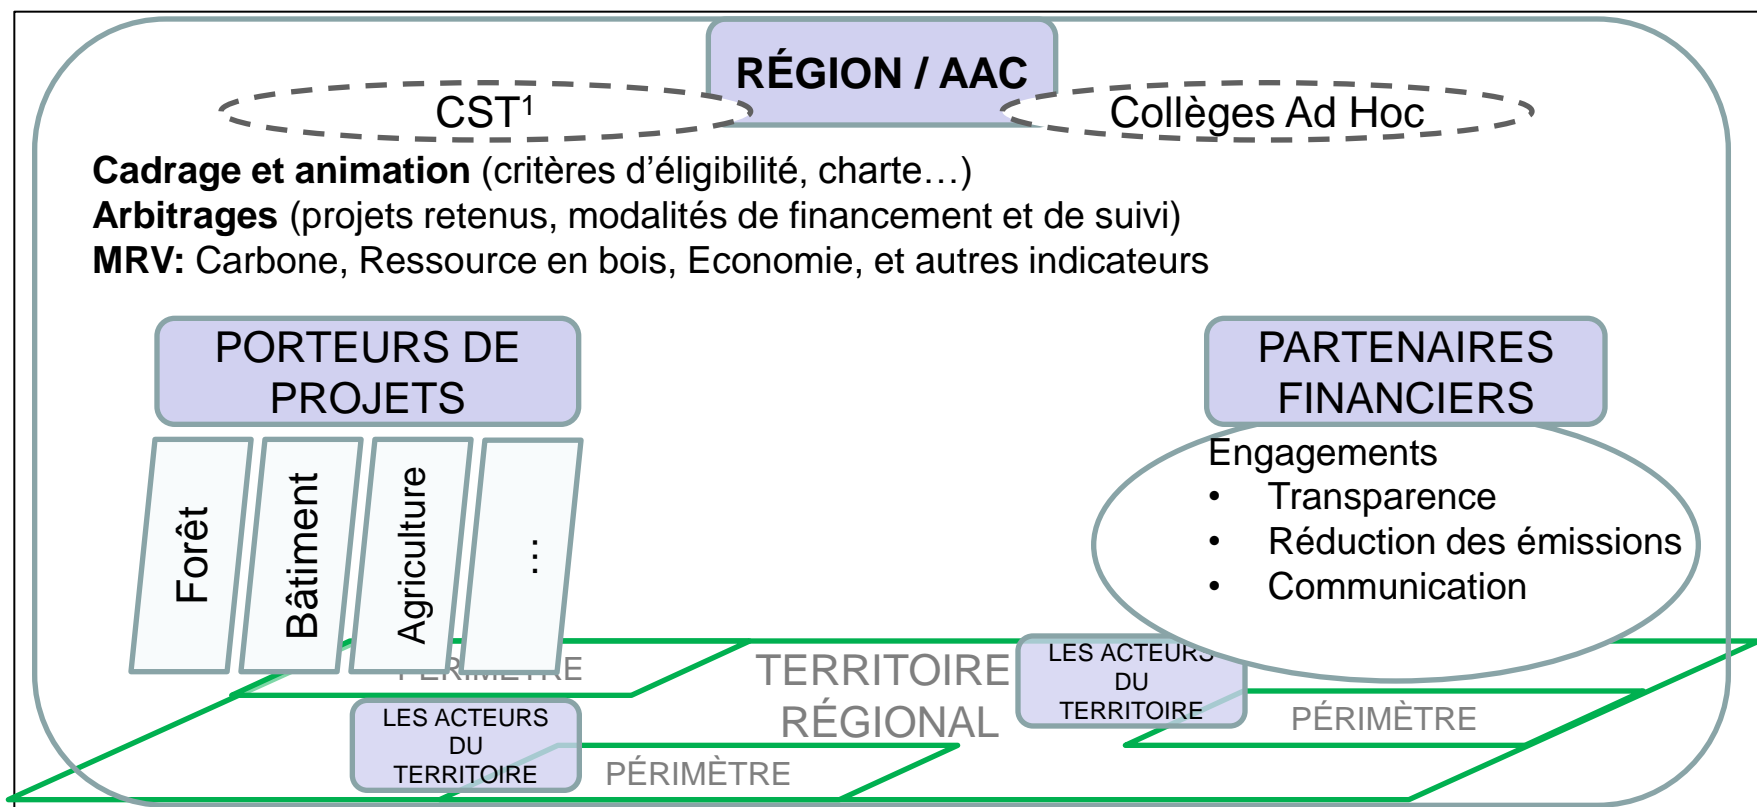 RÉGION / AAC
CST¹
Collèges Ad Hoc
Cadrage et animation (critères d’éligibilité, charte…)
Arbitrages (projets retenus, modalités de financement et de suivi)
MRV: Carbone, Ressource en bois, Economie, et autres indicateurs
PORTEURS DE
PROJETS
PARTENAIRES
FINANCIERS
Forêt
Bâtiment
Agriculture
…
Engagements
• Transparence
• Réduction des émissions
• Communication
PÉRIMÈTRE
TERRITOIRE
RÉGIONAL
LES ACTEURS
DU
TERRITOIRE
PÉRIMÈTRE
LES ACTEURS
DU
TERRITOIRE
PÉRIMÈTRE